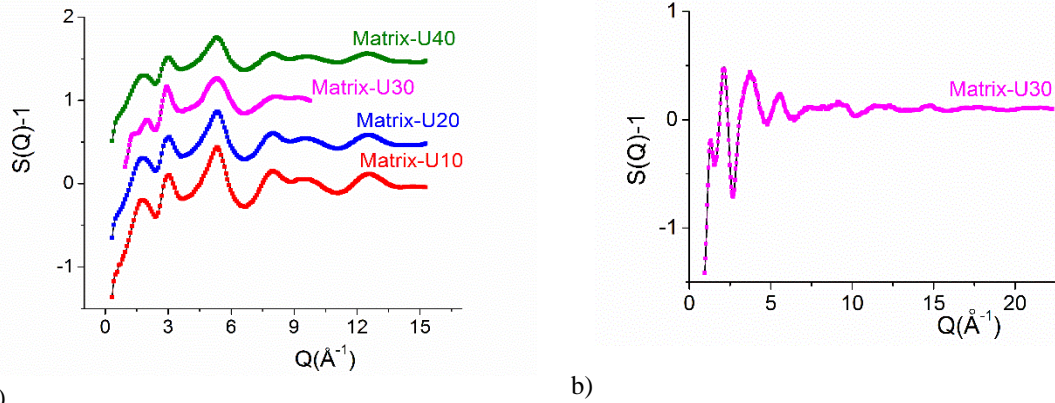 2
1
0
-1
S(Q)-1
Matrix-U40
Matrix-U30
Matrix-U20
Matrix-U10
0 3 6 9 12 15
Q(Å⁻¹)
)
1
0
-1
S(Q)-1
Matrix-U30
0 5 10 15 20
Q(Å⁻¹)
b)